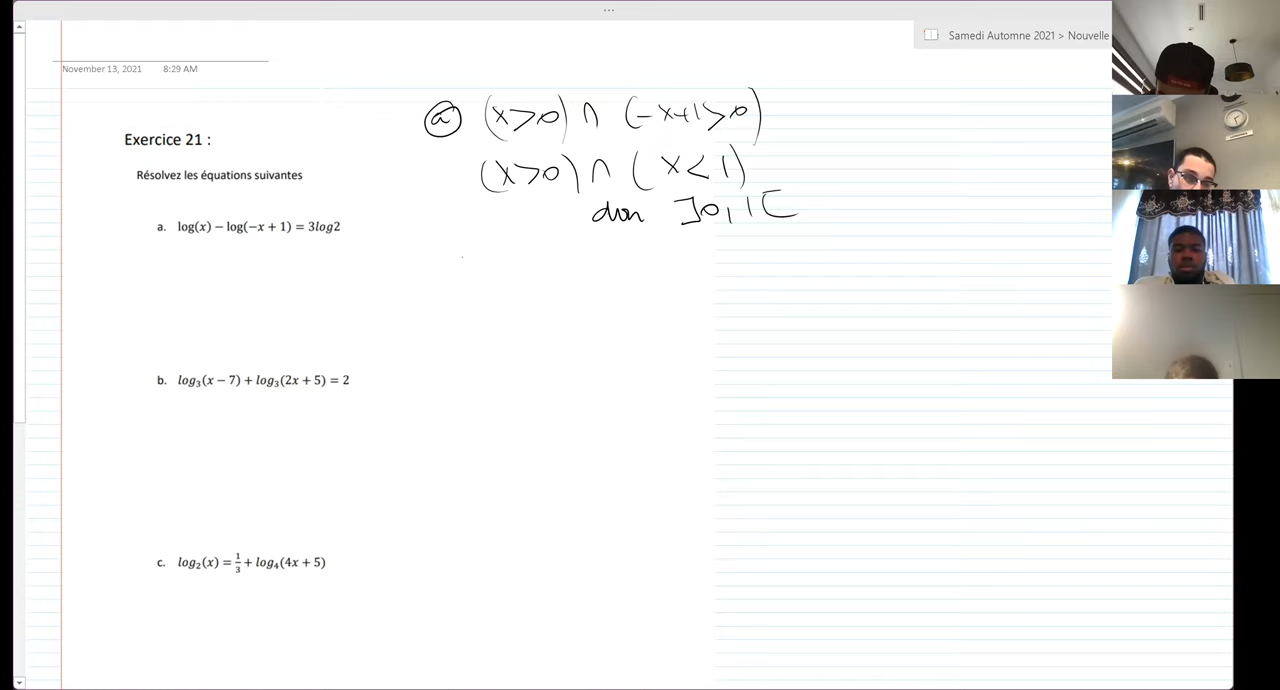 Samedi Automne 2021 > Nouvelle
November 13, 2021 8:29 AM
Exercice 21 :
Résolvez les équations suivantes
a. log(x) − log(−x + 1) = 3log2
b. log₃(x − 7) + log₃(2x + 5) = 2
c. log₂(x) = 1/3 + log₄(4x + 5)
ⓐ (x>0) ∩ (-x+1>0)
(x>0) ∩ (x<1)
]0,1[